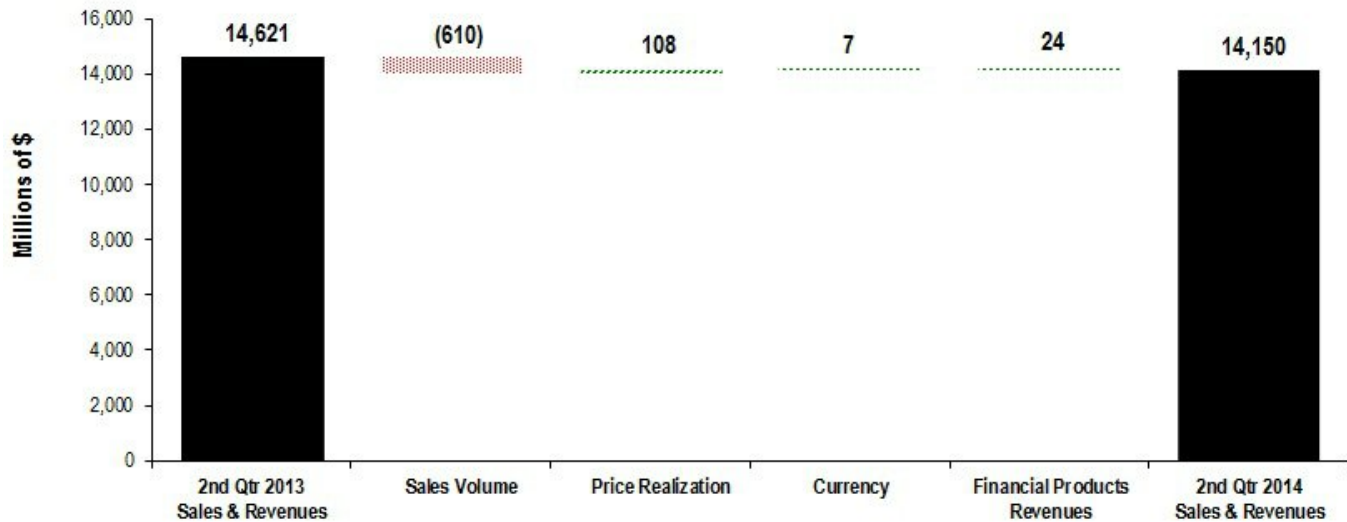 Millions of $
16,000
14,000
12,000
10,000
8,000
6,000
4,000
2,000
0
14,621
(610)
108
7
24
14,150
2nd Qtr 2013
Sales & Revenues
Sales Volume
Price Realization
Currency
Financial Products
Revenues
2nd Qtr 2014
Sales & Revenues